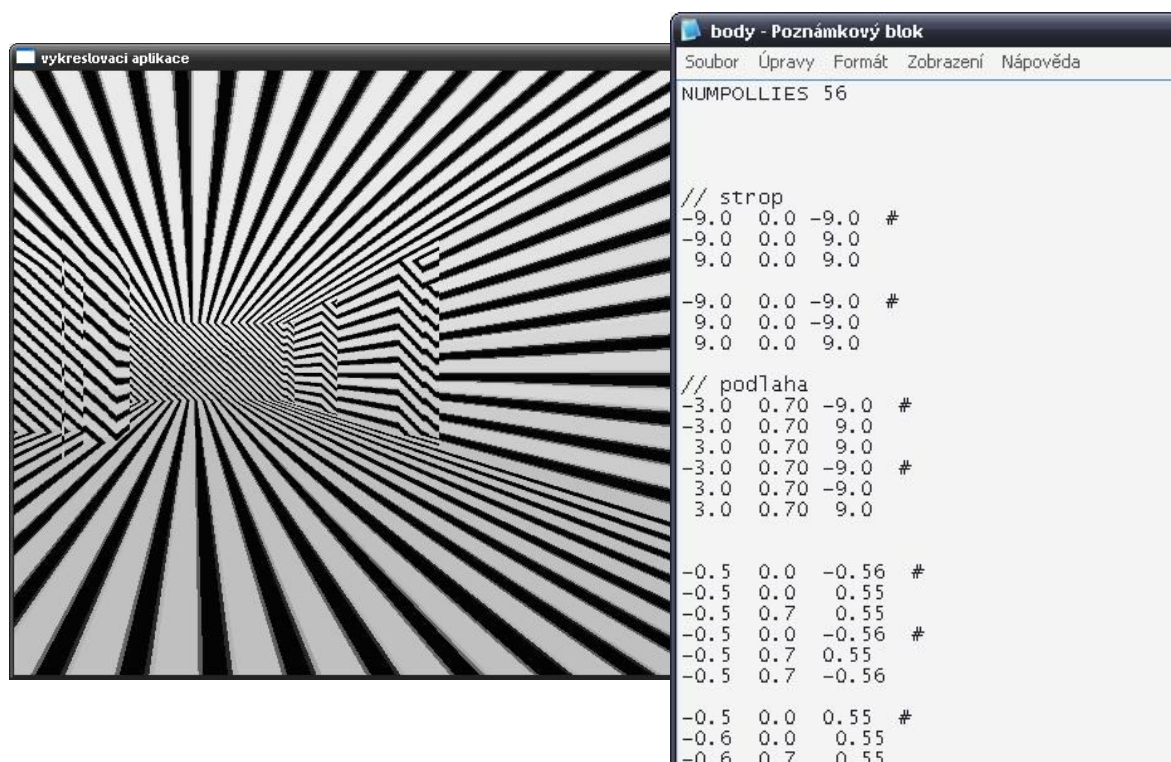 vykreslovaci aplikace
body - Poznámkový blok
Soubor Úpravy Formát Zobrazení Nápověda
NUMPOLLIES 56
// strop
-9.0 0.0 -9.0 #
-9.0 0.0 9.0
9.0 0.0 9.0
-9.0 0.0 -9.0 #
9.0 0.0 -9.0
9.0 0.0 9.0
// podlaha
-3.0 0.70 -9.0 #
-3.0 0.70 9.0
3.0 0.70 9.0
-3.0 0.70 -9.0 #
3.0 0.70 -9.0
3.0 0.70 9.0
-0.5 0.0 -0.56 #
-0.5 0.0 0.55
-0.5 0.7 0.55
-0.5 0.0 -0.56 #
-0.5 0.7 0.55
-0.5 0.7 -0.56
-0.5 0.0 0.55 #
-0.6 0.0 0.55
-0.6 0.7 0.55